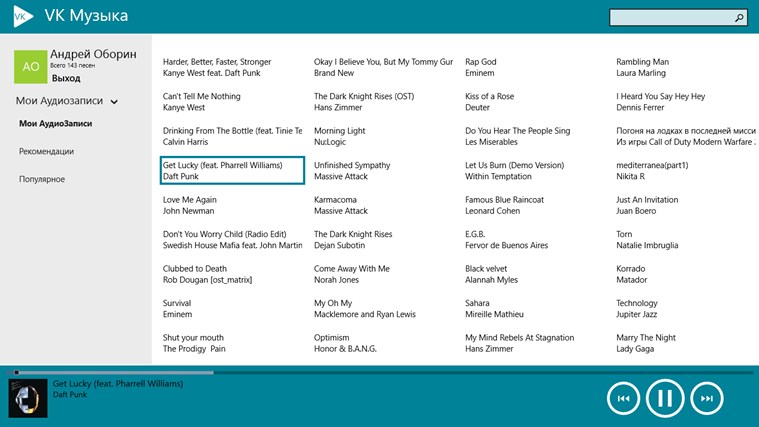 VK
VK Музыка
АО
Андрей Оборин
Всего 143 песен
Выход
Мои Аудиозаписи
Мои АудиоЗаписи
Рекомендации
Популярное
Harder, Better, Faster, Stronger
Kanye West feat. Daft Punk
Can't Tell Me Nothing
Kanye West
Drinking From The Bottle (feat. Tinie Te
Calvin Harris
Get Lucky (feat. Pharrell Williams)
Daft Punk
Love Me Again
John Newman
Don't You Worry Child (Radio Edit)
Swedish House Mafia feat. John Martin
Clubbed to Death
Rob Dougan [ost_matrix]
Survival
Eminem
Shut your mouth
The Prodigy Pain
Okay I Believe You, But My Tommy Gur
Brand New
The Dark Knight Rises (OST)
Hans Zimmer
Morning Light
Nu:Logic
Unfinished Sympathy
Massive Attack
Karmacoma
Massive Attack
The Dark Knight Rises
Dejan Subotin
Come Away With Me
Norah Jones
My Oh My
Macklemore and Ryan Lewis
Optimism
Honor & B.A.N.G.
Rap God
Eminem
Kiss of a Rose
Deuter
Do You Hear The People Sing
Les Miserables
Let Us Burn (Demo Version)
Within Temptation
Famous Blue Raincoat
Leonard Cohen
E.G.B.
Fervor de Buenos Aires
Black velvet
Alannah Myles
Sahara
Mireille Mathieu
My Mind Rebels At Stagnation
Hans Zimmer
Rambling Man
Laura Marling
I Heard You Say Hey Hey
Dennis Ferrer
Погоня на лодках в последней мисси
Из игры Call of Duty Modern Warfare .
mediterranea(part1)
Nikita R
Just An Invitation
Juan Boero
Torn
Natalie Imbruglia
Korrado
Matador
Technology
Jupiter Jazz
Marry The Night
Lady Gaga
Get Lucky (feat. Pharrell Williams)
Daft Punk